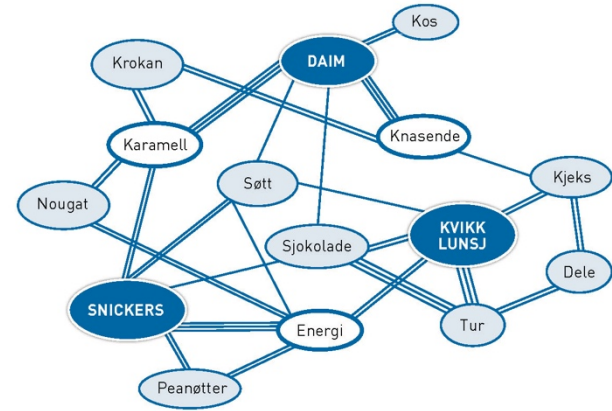 Kos
DAIM
Krokan
Karamell
Knasende
Søtt
Kjeks
Nougat
KVIKK
LUNSJ
Sjokolade
Dele
SNICKERS
Energi
Tur
Peanøtter